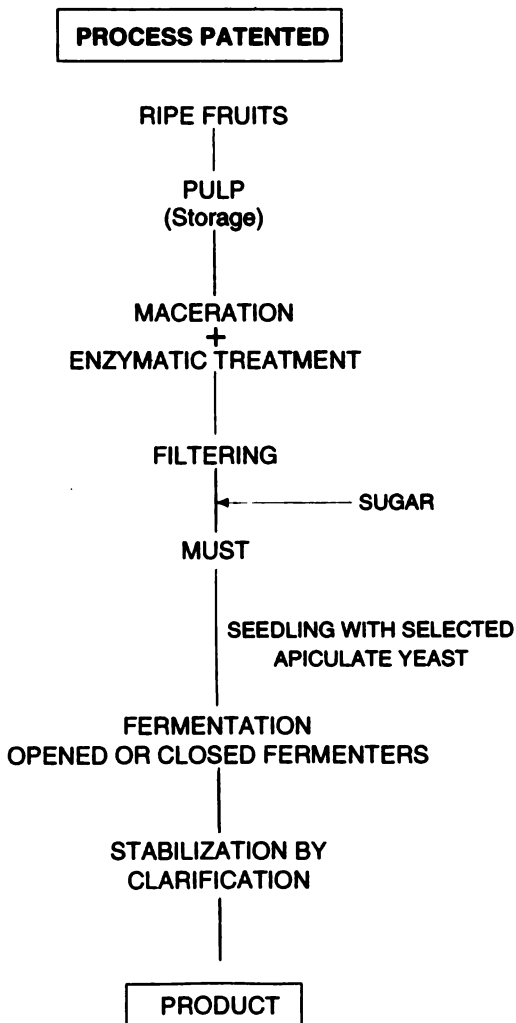 PROCESS PATENTED
RIPE FRUITS
PULP
(Storage)
MACERATION
+
ENZYMATIC TREATMENT
FILTERING
SUGAR
MUST
SEEDLING WITH SELECTED
APICULATE YEAST
FERMENTATION
OPENED OR CLOSED FERMENTERS
STABILIZATION BY
CLARIFICATION
PRODUCT